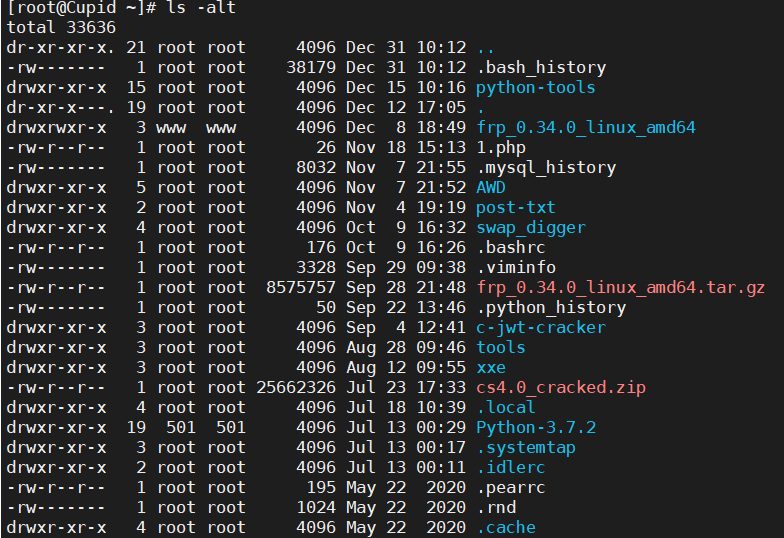 [root@Cupid ~]# ls -alt
total 33636
dr-xr-xr-x. 21 root root     4096 Dec 31 10:12 ..
-rw-------   1 root root    38179 Dec 31 10:12 .bash_history
drwxr-xr-x  15 root root     4096 Dec 15 10:16 python-tools
dr-xr-x---. 19 root root     4096 Dec 12 17:05 .
drwxrwxr-x   3 www  www      4096 Dec  8 18:49 frp_0.34.0_linux_amd64
-rw-r--r--   1 root root       26 Nov 18 15:13 1.php
-rw-------   1 root root     8032 Nov  7 21:55 .mysql_history
drwxr-xr-x   5 root root     4096 Nov  7 21:52 AWD
drwxr-xr-x   2 root root     4096 Nov  4 19:19 post-txt
drwxr-xr-x   4 root root     4096 Oct  9 16:32 swap_digger
-rw-r--r--   1 root root      176 Oct  9 16:26 .bashrc
-rw-------   1 root root     3328 Sep 29 09:38 .viminfo
-rw-r--r--   1 root root  8575757 Sep 28 21:48 frp_0.34.0_linux_amd64.tar.gz
-rw-------   1 root root       50 Sep 22 13:46 .python_history
drwxr-xr-x   3 root root     4096 Sep  4 12:41 c-jwt-cracker
drwxr-xr-x   3 root root     4096 Aug 28 09:46 tools
drwxr-xr-x   3 root root     4096 Aug 12 09:55 xxe
-rw-r--r--   1 root root 25662326 Jul 23 17:33 cs4.0_cracked.zip
drwxr-xr-x   4 root root     4096 Jul 18 10:39 .local
drwxr-xr-x  19  501  501     4096 Jul 13 00:29 Python-3.7.2
drwxr-xr-x   3 root root     4096 Jul 13 00:17 .systemtap
drwxr-xr-x   2 root root     4096 Jul 13 00:11 .idlerc
-rw-r--r--   1 root root      195 May 22  2020 .pearrc
-rw-------   1 root root     1024 May 22  2020 .rnd
drwxr-xr-x   4 root root     4096 May 22  2020 .cache